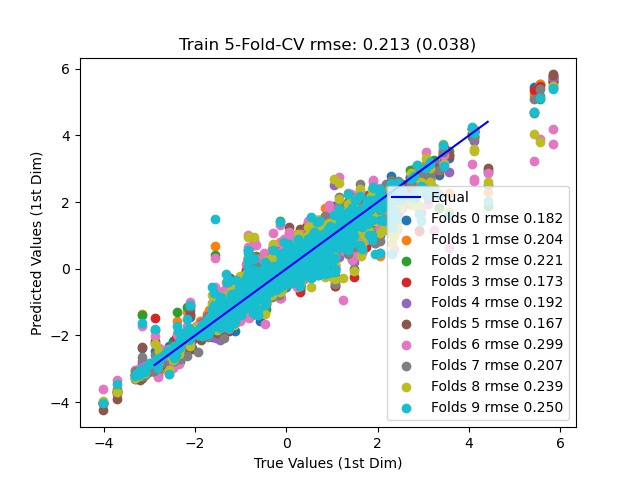 Train 5-Fold-CV rmse: 0.213 (0.038)
6
4
2
0
−2
−4
Predicted Values (1st Dim)
Equal
Folds 0 rmse 0.182
Folds 1 rmse 0.204
Folds 2 rmse 0.221
Folds 3 rmse 0.173
Folds 4 rmse 0.192
Folds 5 rmse 0.167
Folds 6 rmse 0.299
Folds 7 rmse 0.207
Folds 8 rmse 0.239
Folds 9 rmse 0.250
−4 −2 0 2 4 6
True Values (1st Dim)